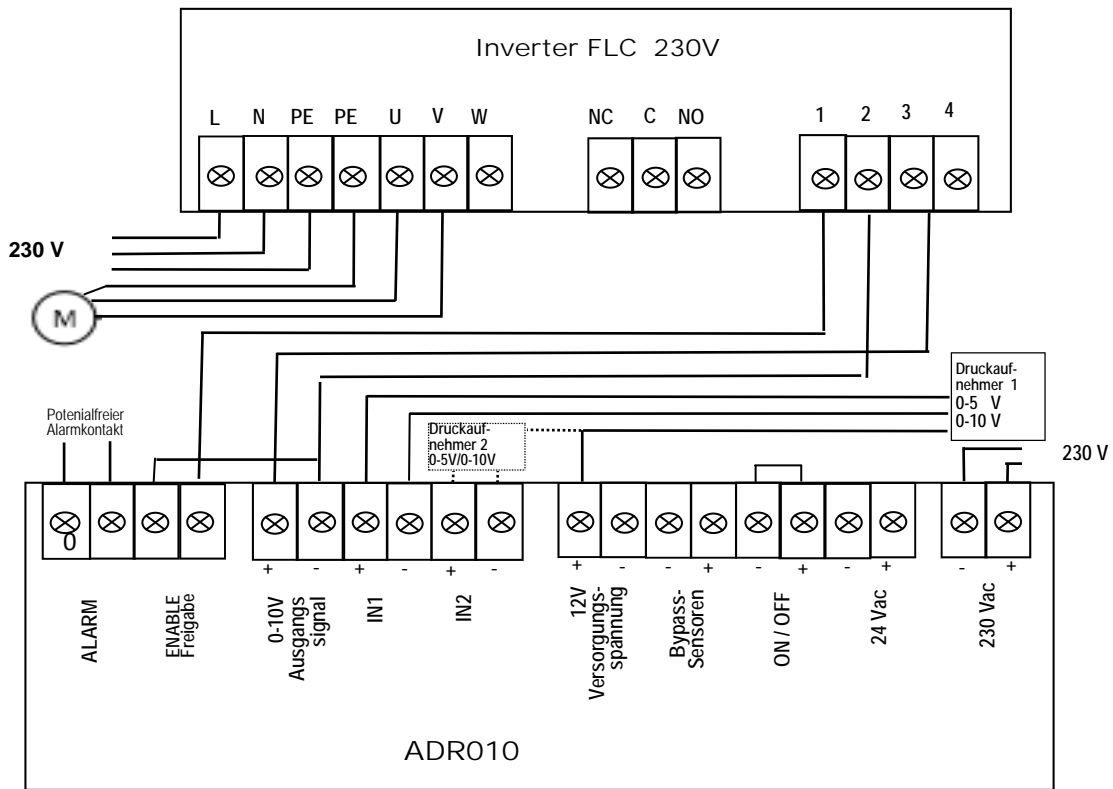 Inverter FLC 230V
L N PE PE U V W NC C NO 1 2 3 4
230 V
M
Druckauf-
nehmer 1
0-5 V
0-10 V
Potenialfreier
Alarmkontakt
Druckauf-
nehmer 2
0-5V/0-10V
230 V
0
+ - + - + - + - - + - + - + - +
ALARM
ENABLE
Freigabe
0-10V
Ausgangs
signal
IN1
IN2
12V
Versorgungs-
spannung
Bypass-
Sensoren
ON / OFF
24 Vac
230 Vac
ADR010